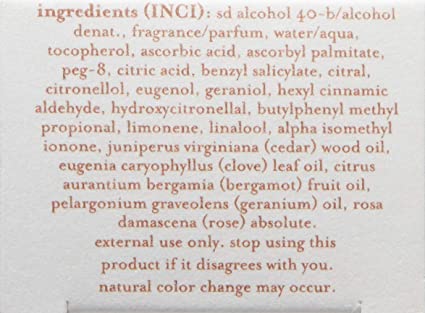 ingredients (INCI): sd alcohol 40-b/alcohol
denat., fragrance/parfum, water/aqua,
tocopherol, ascorbic acid, ascorbyl palmitate,
peg-8, citric acid, benzyl salicylate, citral,
citronellol, eugenol, geraniol, hexyl cinnamic
aldehyde, hydroxycitronellal, butylphenyl methyl
propional, limonene, linalool, alpha isomethyl
ionone, juniperus virginiana (cedar) wood oil,
eugenia caryophyllus (clove) leaf oil, citrus
aurantium bergamia (bergamot) fruit oil,
pelargonium graveolens (geranium) oil, rosa
damascena (rose) absolute.
external use only. stop using this
product if it disagrees with you.
natural color change may occur.